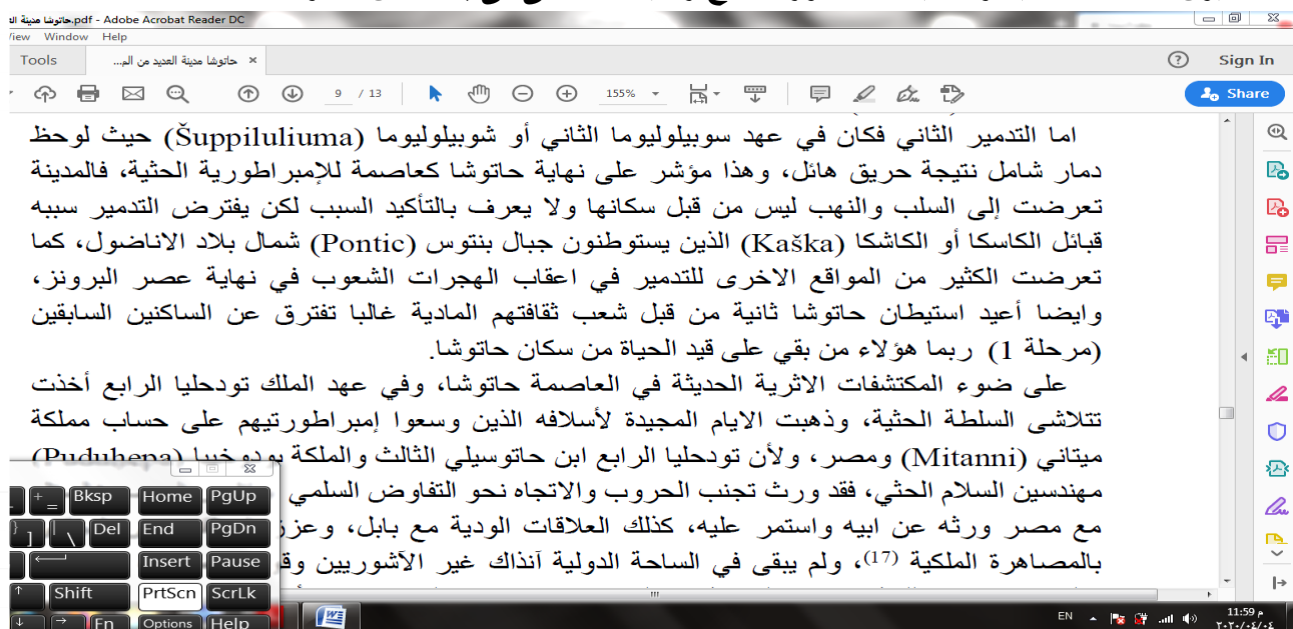 حاتوشا مدينة.pdf - Adobe Acrobat Reader DC
View Window Help
Tools
حاتوشا مدينة العديد من الم...
Sign In
9 / 13
155%
Share
اما التدمير الثاني فكان في عهد سوبيلوليوما الثاني أو شوبيلوليوما (Šuppiluliuma) حيث لوحظ
دمار شامل نتيجة حريق هائل، وهذا مؤشر على نهاية حاتوشا كعاصمة للإمبراطورية الحثية، فالمدينة
تعرضت إلى السلب والنهب ليس من قبل سكانها ولا يعرف بالتأكيد السبب لكن يفترض التدمير سببه
قبائل الكاسكا أو الكاشكا (Kaška) الذين يستوطنون جبال بنتوس (Pontic) شمال بلاد الاناضول، كما
تعرضت الكثير من المواقع الاخرى للتدمير في اعقاب الهجرات الشعوب في نهاية عصر البرونز،
وايضا أعيد استيطان حاتوشا ثانية من قبل شعب ثقافتهم المادية غالبا تفترق عن الساكنين السابقين
(مرحلة 1) ربما هؤلاء من بقي على قيد الحياة من سكان حاتوشا.
على ضوء المكتشفات الاثرية الحديثة في العاصمة حاتوشا، وفي عهد الملك تودحليا الرابع أخذت
تتلاشى السلطة الحثية، وذهبت الايام المجيدة لأسلافه الذين وسعوا إمبراطورتيهم على حساب مملكة
ميتاني (Mitanni) ومصر، ولأن تودحليا الرابع ابن حاتوسيلي الثالث والملكة بودوخيبا (Puduḫepa)
مهندسين السلام الحثي، فقد ورث تجنب الحروب والاتجاه نحو التفاوض السلمي
مع مصر ورثه عن ابيه واستمر عليه، كذلك العلاقات الودية مع بابل، وعزز
بالمصاهرة الملكية (17)، ولم يبقى في الساحة الدولية آنذاك غير الآشوريين
+ = Bksp Home PgUp
} ] | \ Del End PgDn
Insert Pause
Shift PrtScn ScrLk
Fn Options Help
EN
11:59 م
٢٠٢٠/٠٤/٠٤